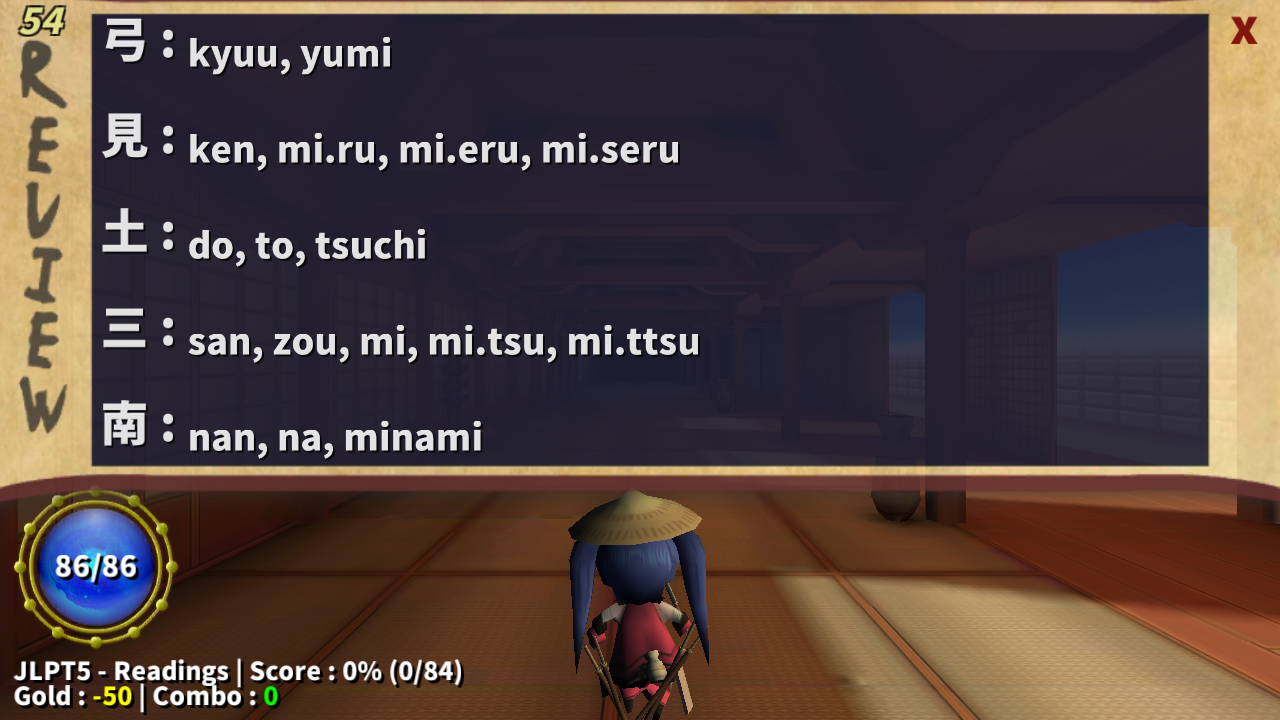 54
X
REVIEW
弓 : kyuu, yumi
見 : ken, mi.ru, mi.eru, mi.seru
土 : do, to, tsuchi
三 : san, zou, mi, mi.tsu, mi.ttsu
南 : nan, na, minami
86/86
JLPT5 - Readings | Score : 0% (0/84)
Gold : -50 | Combo : 0